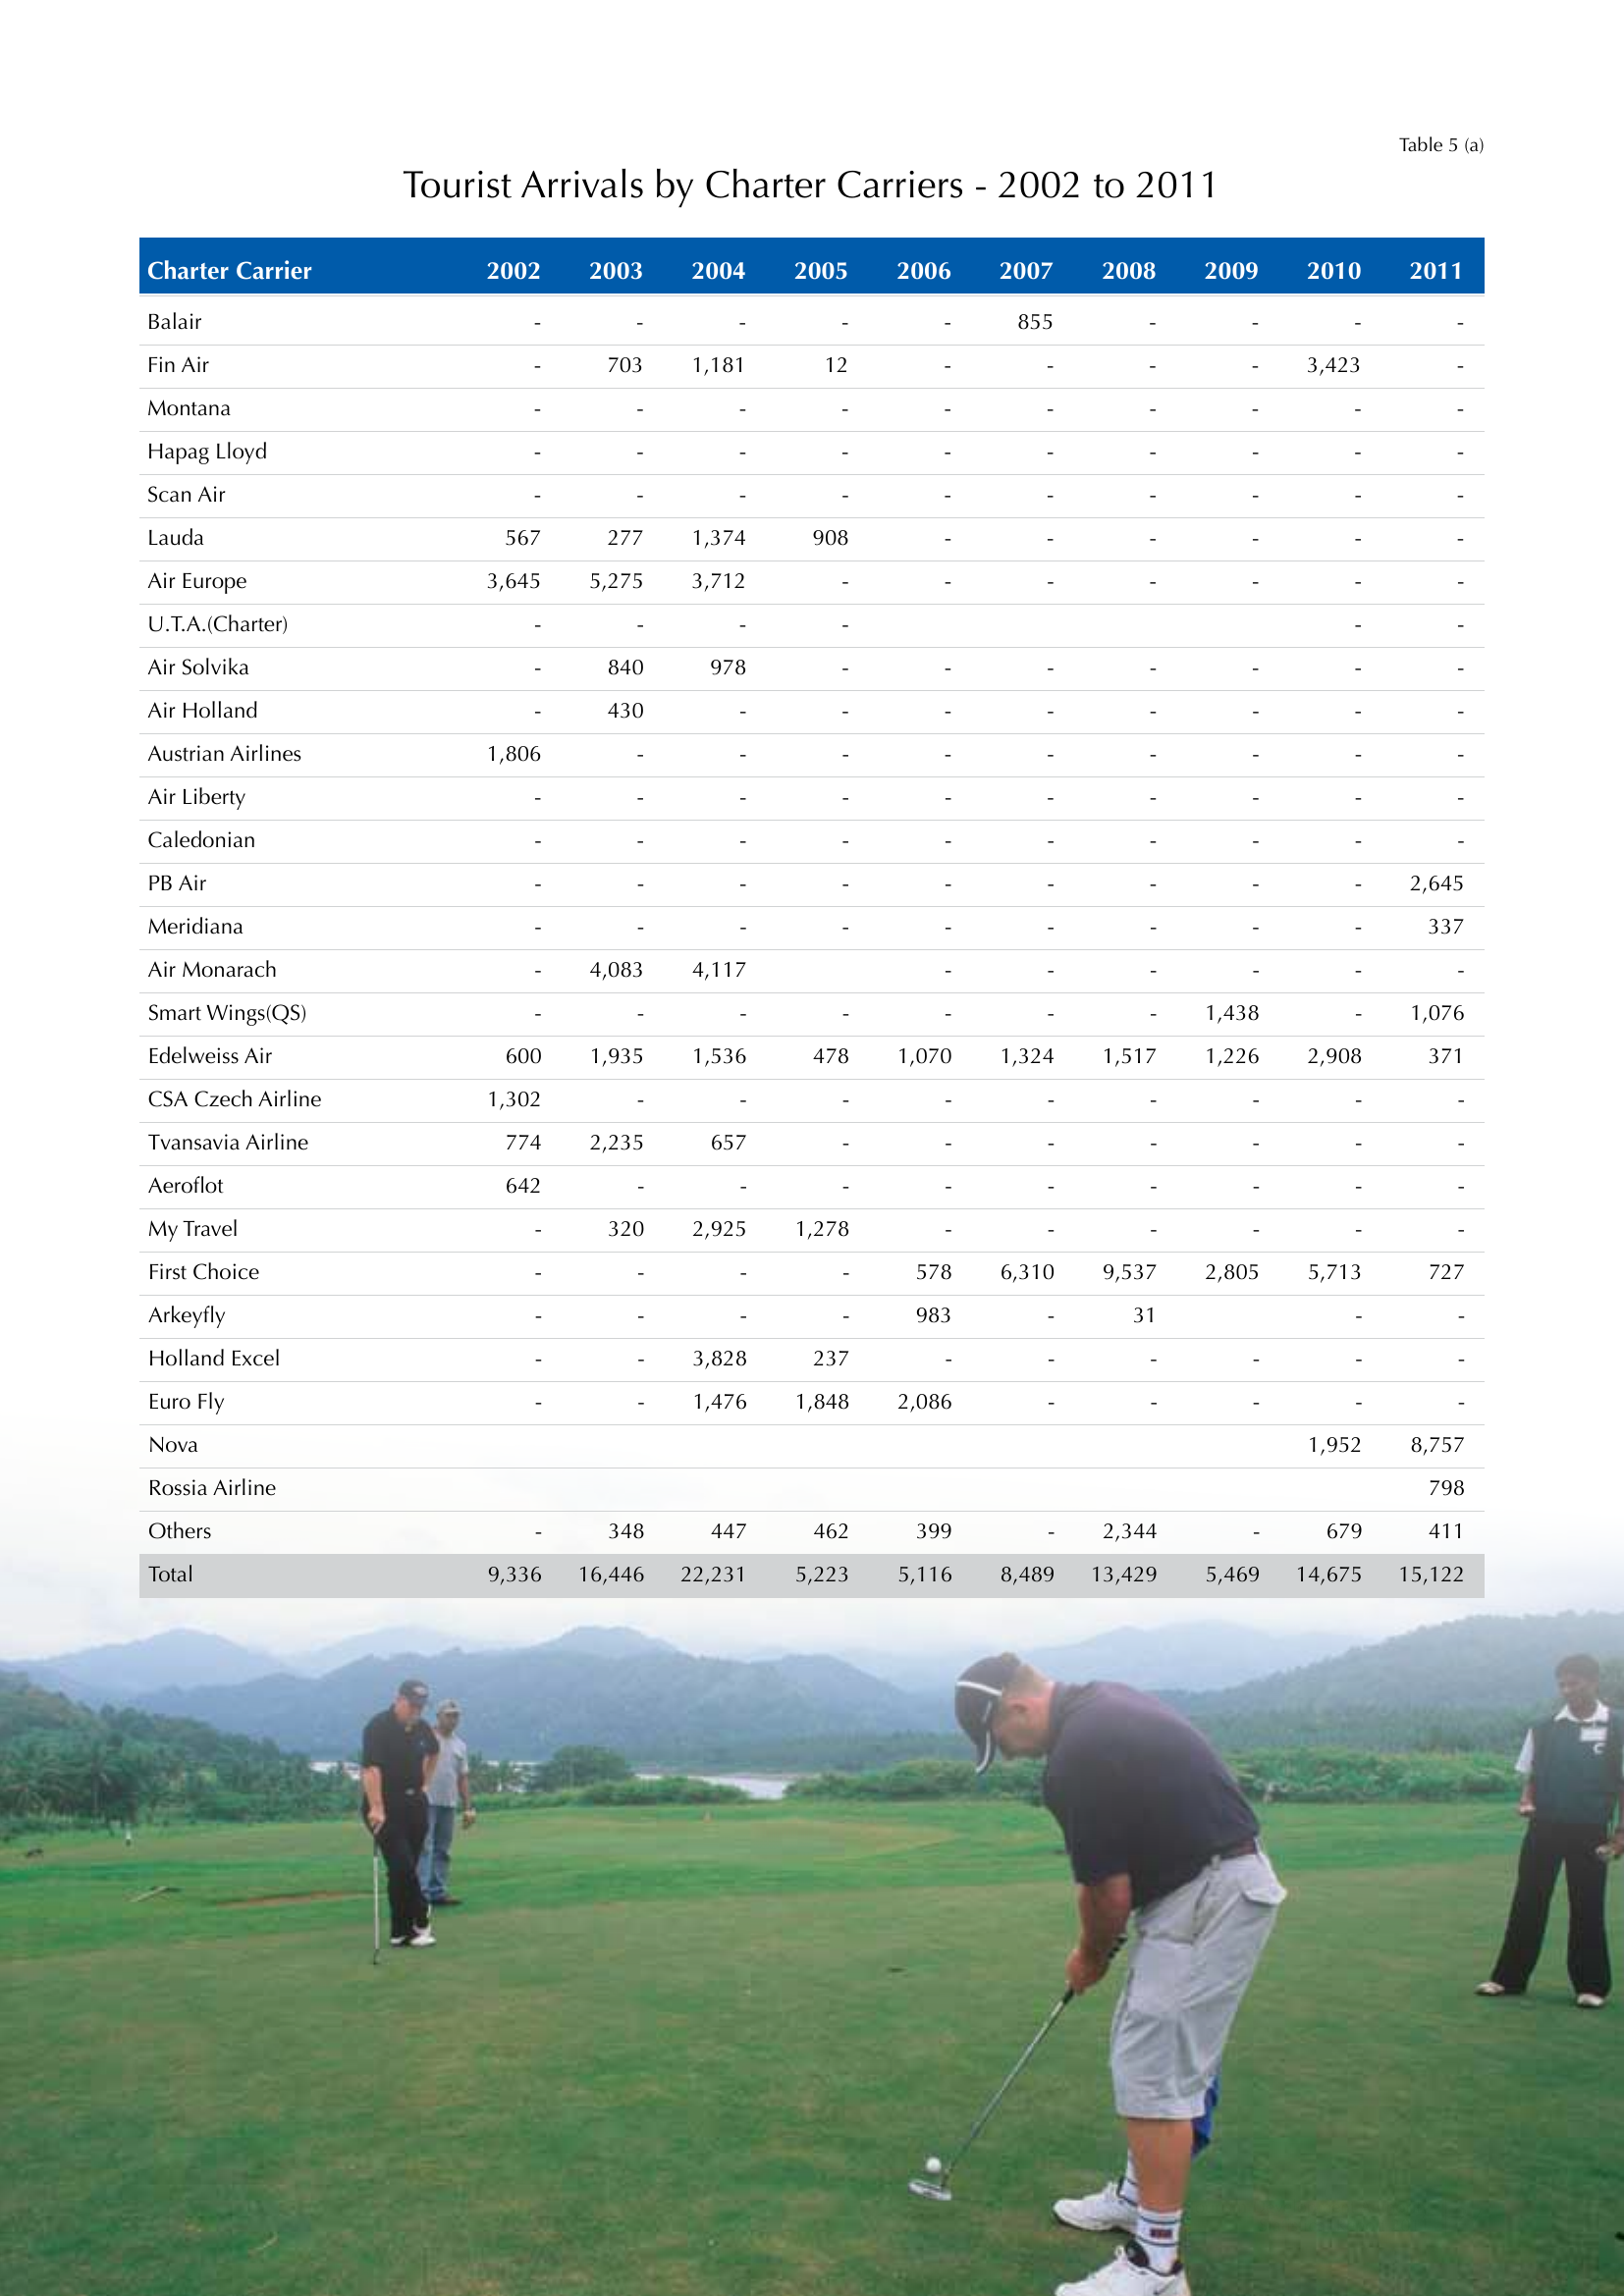 Table 5 (a)
Tourist Arrivals by Charter Carriers - 2002 to 2011
Charter Carrier 2002 2003 2004 2005 2006 2007 2008 2009 2010 2011
Balair - - - - - 855 - - - -
Fin Air - 703 1,181 12 - - - - 3,423 -
Montana - - - - - - - - - -
Hapag Lloyd - - - - - - - - - -
Scan Air - - - - - - - - - -
Lauda 567 277 1,374 908 - - - - - -
Air Europe 3,645 5,275 3,712 - - - - - - -
U.T.A.(Charter) - - - - - -
Air Solvika - 840 978 - - - - - - -
Air Holland - 430 - - - - - - - -
Austrian Airlines 1,806 - - - - - - - - -
Air Liberty - - - - - - - - - -
Caledonian - - - - - - - - - -
PB Air - - - - - - - - - 2,645
Meridiana - - - - - - - - - 337
Air Monarach - 4,083 4,117 - - - - - -
Smart Wings(QS) - - - - - - - 1,438 - 1,076
Edelweiss Air 600 1,935 1,536 478 1,070 1,324 1,517 1,226 2,908 371
CSA Czech Airline 1,302 - - - - - - - - -
Tvansavia Airline 774 2,235 657 - - - - - - -
Aeroflot 642 - - - - - - - - -
My Travel - 320 2,925 1,278 - - - - - -
First Choice - - - - 578 6,310 9,537 2,805 5,713 727
Arkeyfly - - - - 983 - 31 - -
Holland Excel - - 3,828 237 - - - - - -
Euro Fly - - 1,476 1,848 2,086 - - - - -
Nova 1,952 8,757
Rossia Airline 798
Others - 348 447 462 399 - 2,344 - 679 411
Total 9,336 16,446 22,231 5,223 5,116 8,489 13,429 5,469 14,675 15,122